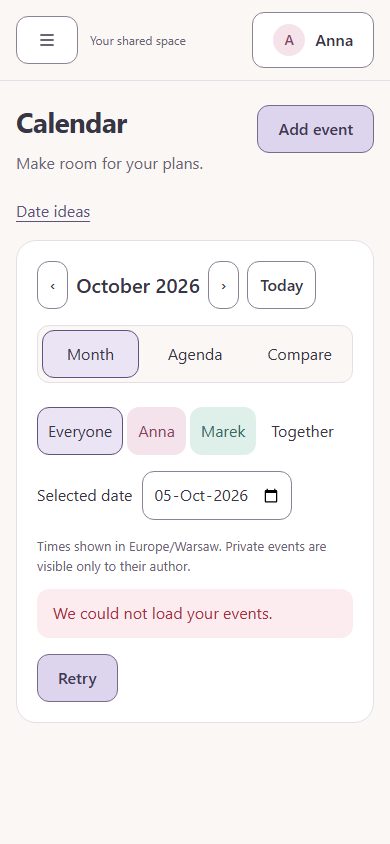 Your shared space
A Anna
Calendar
Add event
Make room for your plans.
Date ideas
‹ October 2026 › Today
Month Agenda Compare
Everyone Anna Marek Together
Selected date 05-Oct-2026
Times shown in Europe/Warsaw. Private events are
visible only to their author.
We could not load your events.
Retry